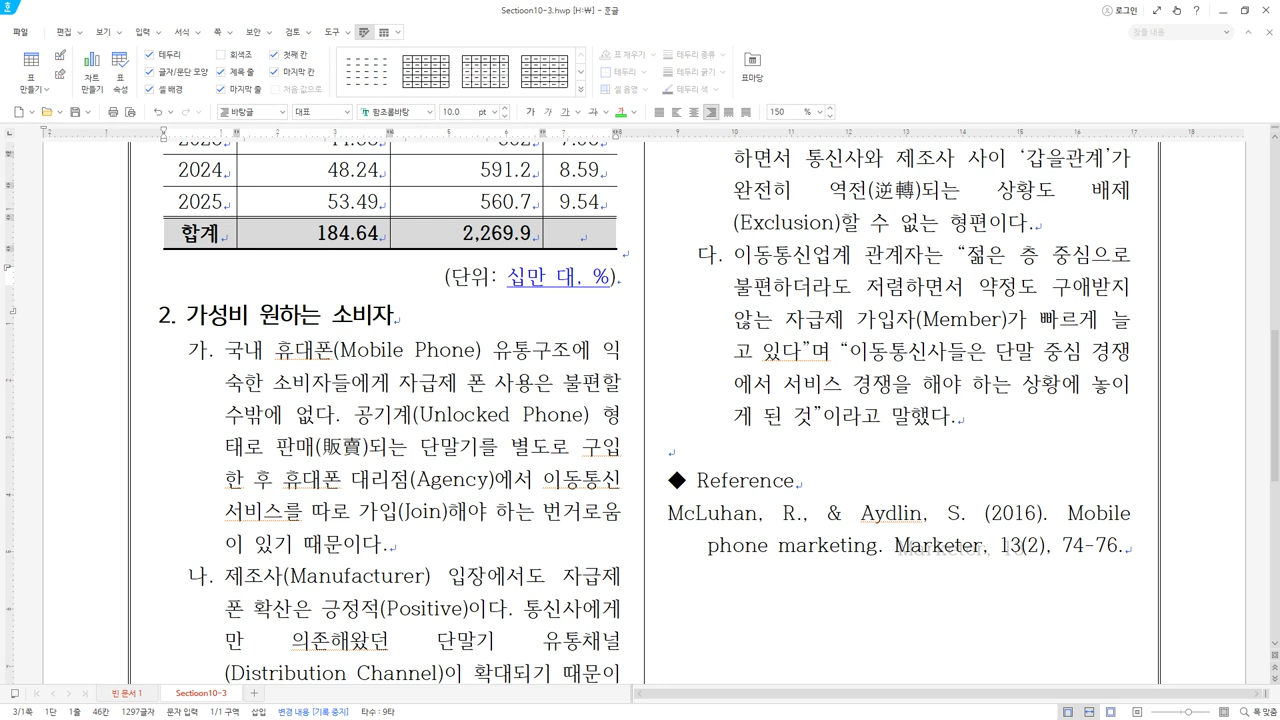 Sectioon10-3.hwp [H:₩] - 훈글
로그인
파일 편집 보기 입력 서식 쪽 보안 검토 도구
찾을 내용
표 만들기
차트 만들기
표 속성
테두리 회색조 첫째 칸
글자/문단 모양 제목 줄 마지막 칸
셀 배경 마지막 줄 처음 값으로
표 채우기 테두리 종류
테두리 테두리 굵기
셀 음영 테두리 색
표마당
바탕글 대표 함초롬바탕 10.0 pt 가 가 가 가 가 150 %
2024 48.24 591.2 8.59
2025 53.49 560.7 9.54
합계 184.64 2,269.9
(단위: 십만 대, %)
2. 가성비 원하는 소비자
가. 국내 휴대폰(Mobile Phone) 유통구조에 익
숙한 소비자들에게 자급제 폰 사용은 불편할
수밖에 없다. 공기계(Unlocked Phone) 형
태로 판매(販賣)되는 단말기를 별도로 구입
한 후 휴대폰 대리점(Agency)에서 이동통신
서비스를 따로 가입(Join)해야 하는 번거로움
이 있기 때문이다.
나. 제조사(Manufacturer) 입장에서도 자급제
폰 확산은 긍정적(Positive)이다. 통신사에게
만 의존해왔던 단말기 유통채널
(Distribution Channel)이 확대되기 때문이
하면서 통신사와 제조사 사이 ‘갑을관계’가
완전히 역전(逆轉)되는 상황도 배제
(Exclusion)할 수 없는 형편이다.
다. 이동통신업계 관계자는 “젊은 층 중심으로
불편하더라도 저렴하면서 약정도 구애받지
않는 자급제 가입자(Member)가 빠르게 늘
고 있다”며 “이동통신사들은 단말 중심 경쟁
에서 서비스 경쟁을 해야 하는 상황에 놓이
게 된 것”이라고 말했다.
◆ Reference
McLuhan, R., & Aydlin, S. (2016). Mobile
phone marketing. Marketer, 13(2), 74-76.
빈 문서 1 Sectioon10-3
3/1쪽 1단 1줄 46칸 1297글자 문자 입력 1/1 구역 삽입 변경 내용 [기록 중지] 타수 : 9타 폭 맞춤